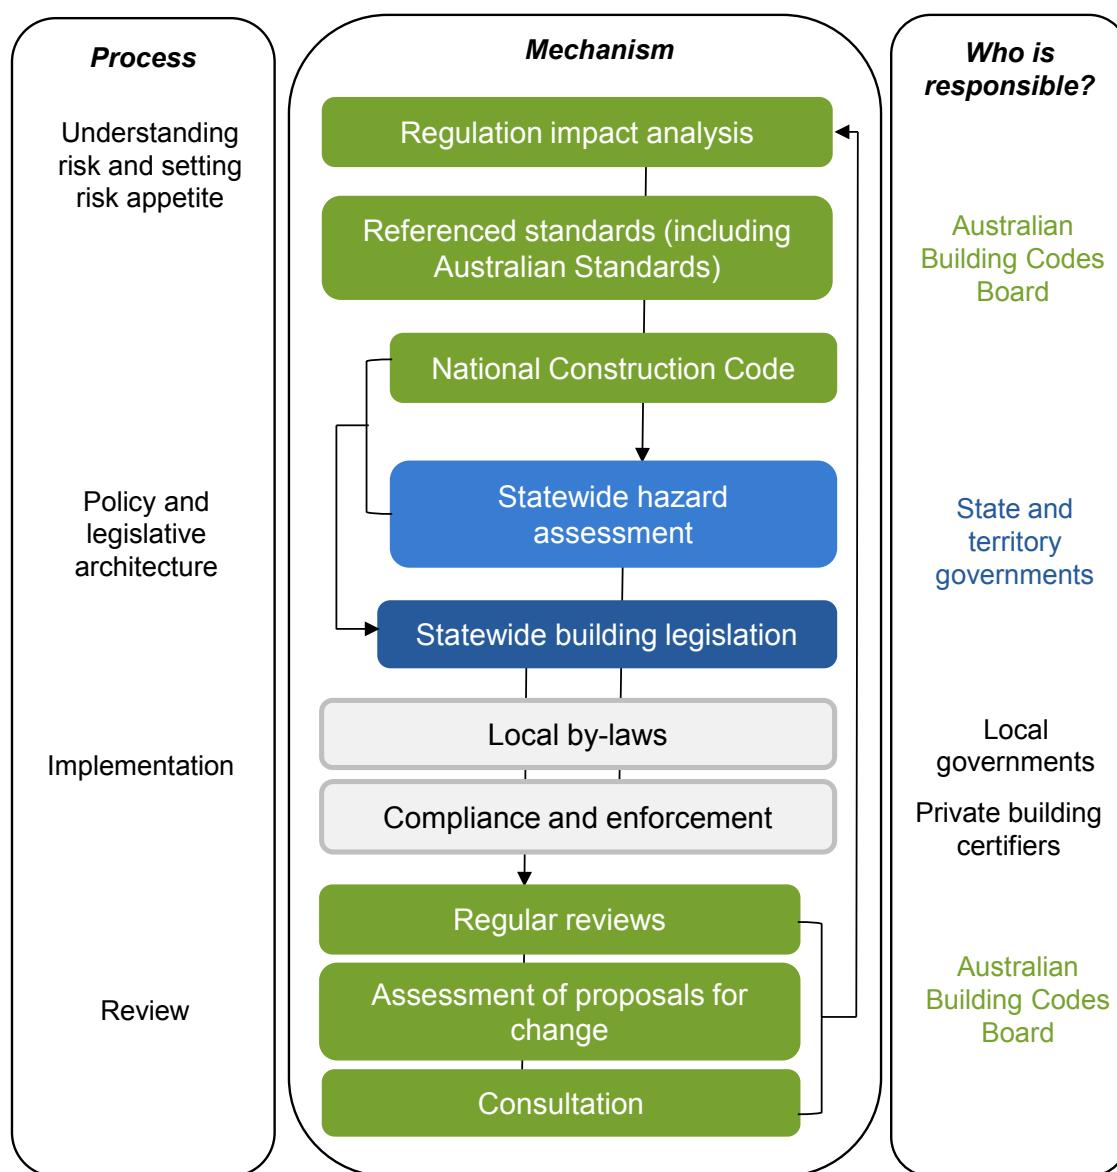 Process
Understanding
risk and setting
risk appetite
Policy and
legislative
architecture
Implementation
Review
Mechanism
Regulation impact analysis
Referenced standards (including
Australian Standards)
National Construction Code
Statewide hazard
assessment
Statewide building legislation
Local by-laws
Compliance and enforcement
Regular reviews
Assessment of proposals for
change
Consultation
Who is
responsible?
Australian
Building Codes
Board
State and
territory
governments
Local
governments
Private building
certifiers
Australian
Building Codes
Board